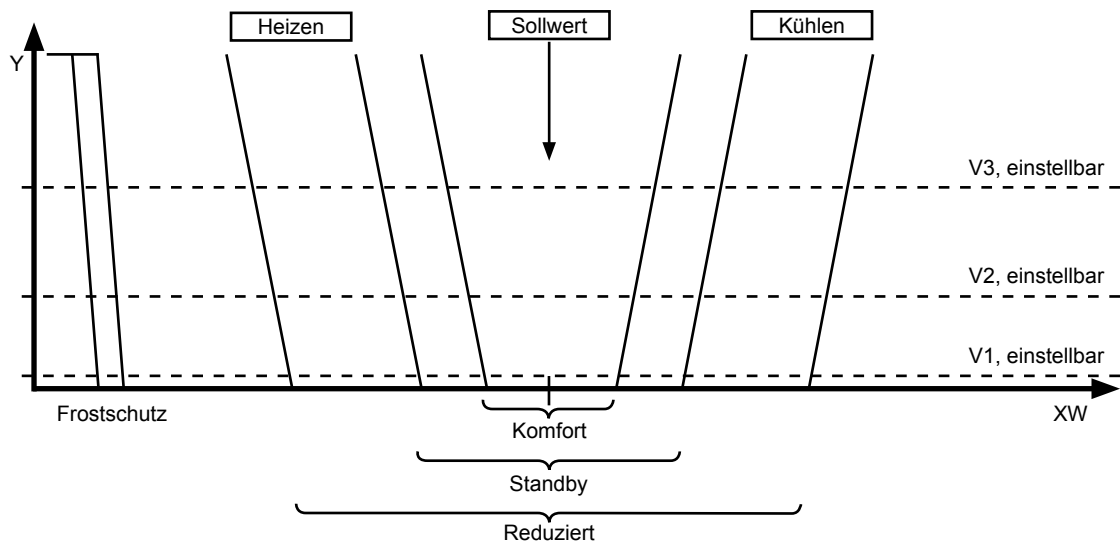 Heizen
Sollwert
Kühlen
Y
V3, einstellbar
V2, einstellbar
V1, einstellbar
Frostschutz
XW
Komfort
Standby
Reduziert